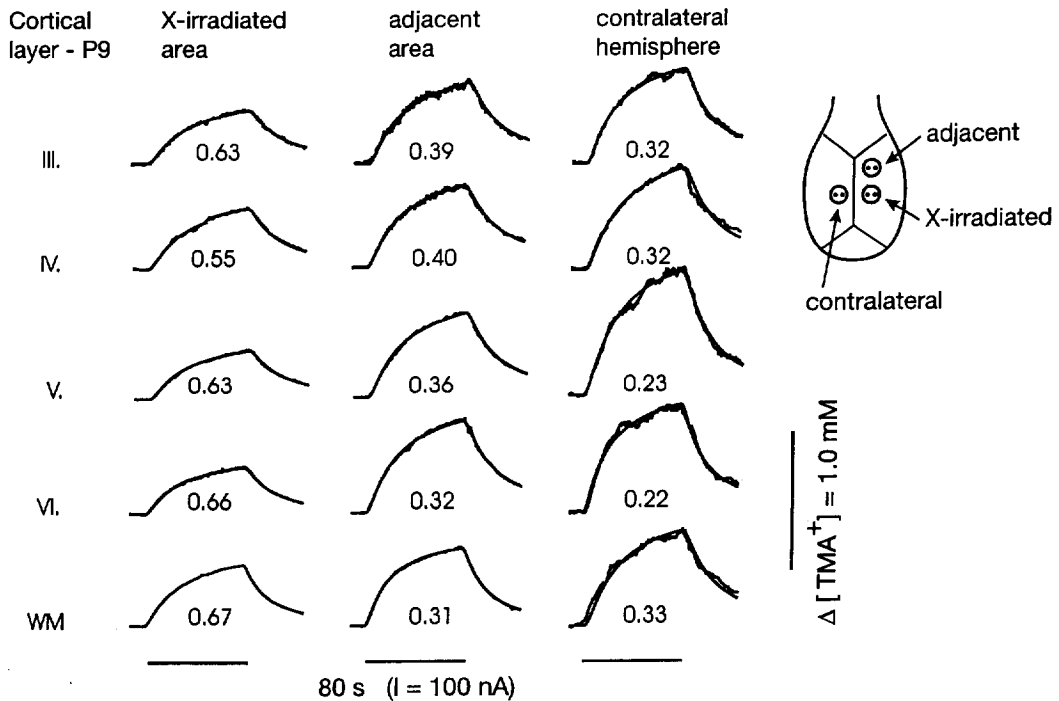 Cortical layer - P9
X-irradiated area
adjacent area
contralateral hemisphere
III.
0.63
0.39
0.32
IV.
0.55
0.40
0.32
V.
0.63
0.36
0.23
VI.
0.66
0.32
0.22
WM
0.67
0.31
0.33
80 s (I = 100 nA)
adjacent
X-irradiated
contralateral
Δ [ TMA⁺ ] = 1.0 mM